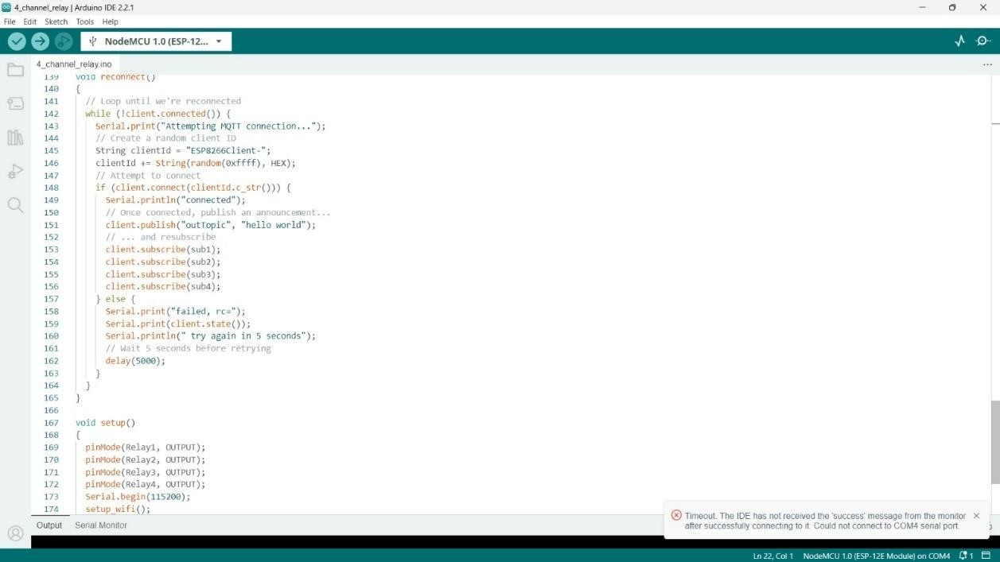 4_channel_relay | Arduino IDE 2.2.1
File Edit Sketch Tools Help
NodeMCU 1.0 (ESP-12...
4_channel_relay.ino
139 void reconnect()
140 {
141 // Loop until we're reconnected
142 while (!client.connected()) {
143 Serial.print("Attempting MQTT connection...");
144 // Create a random client ID
145 String clientId = "ESP8266Client-";
146 clientId += String(random(0xffff), HEX);
147 // Attempt to connect
148 if (client.connect(clientId.c_str())) {
149 Serial.println("connected");
150 // Once connected, publish an announcement...
151 client.publish("outTopic", "hello world");
152 // ... and resubscribe
153 client.subscribe(sub1);
154 client.subscribe(sub2);
155 client.subscribe(sub3);
156 client.subscribe(sub4);
157 } else {
158 Serial.print("failed, rc=");
159 Serial.print(client.state());
160 Serial.println(" try again in 5 seconds");
161 // Wait 5 seconds before retrying
162 delay(5000);
163 }
164 }
165 }
166
167 void setup()
168 {
169 pinMode(Relay1, OUTPUT);
170 pinMode(Relay2, OUTPUT);
171 pinMode(Relay3, OUTPUT);
172 pinMode(Relay4, OUTPUT);
173 Serial.begin(115200);
174 setup_wifi();
Timeout. The IDE has not received the 'success' message from the monitor
after successfully connecting to it. Could not connect to COM4 serial port.
Output Serial Monitor
Ln 22, Col 1 NodeMCU 1.0 (ESP-12E Module) on COM4 1